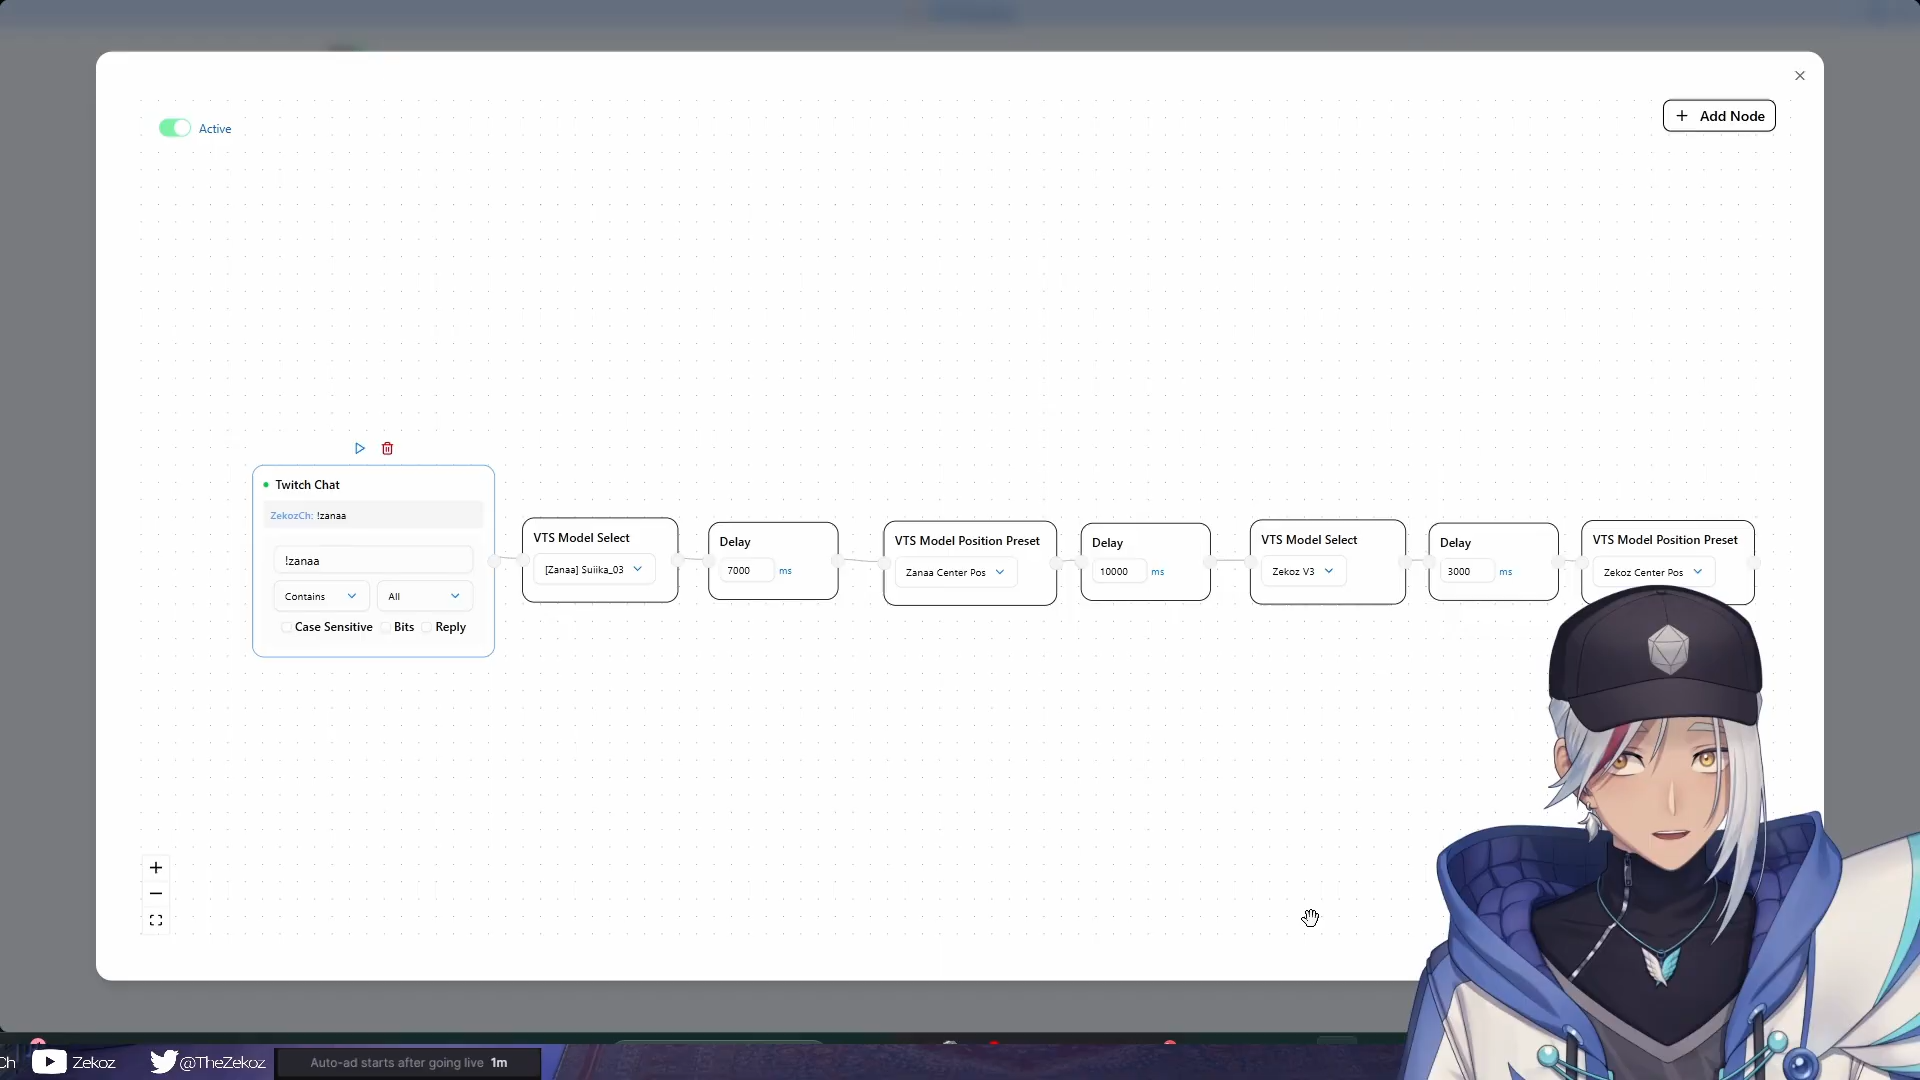 Active
+ Add Node
Twitch Chat
ZekozCh: !zanaa
!zanaa
Contains
All
Case Sensitive
Bits
Reply
VTS Model Select
[Zanaa] Suiika_03
Delay
7000 ms
VTS Model Position Preset
Zanaa Center Pos
Delay
10000 ms
VTS Model Select
Zekoz V3
Delay
3000 ms
VTS Model Position Preset
Zekoz Center Pos
Ch
Zekoz
@TheZekoz
Auto-ad starts after going live 1m